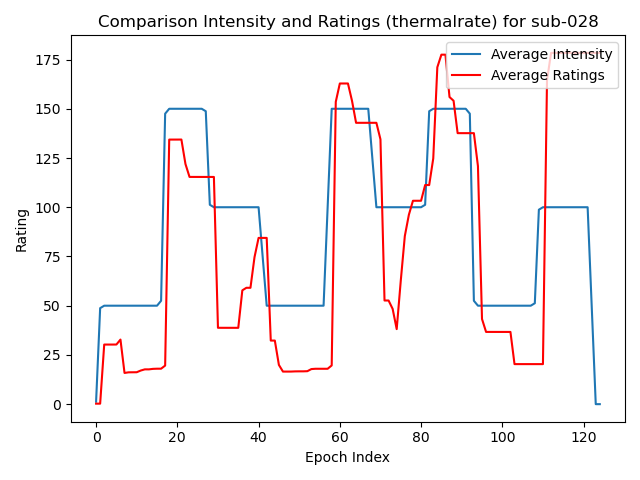 Comparison Intensity and Ratings (thermalrate) for sub-028
Average Intensity
Average Ratings
Rating
175
150
125
100
75
50
25
0
0 20 40 60 80 100 120
Epoch Index